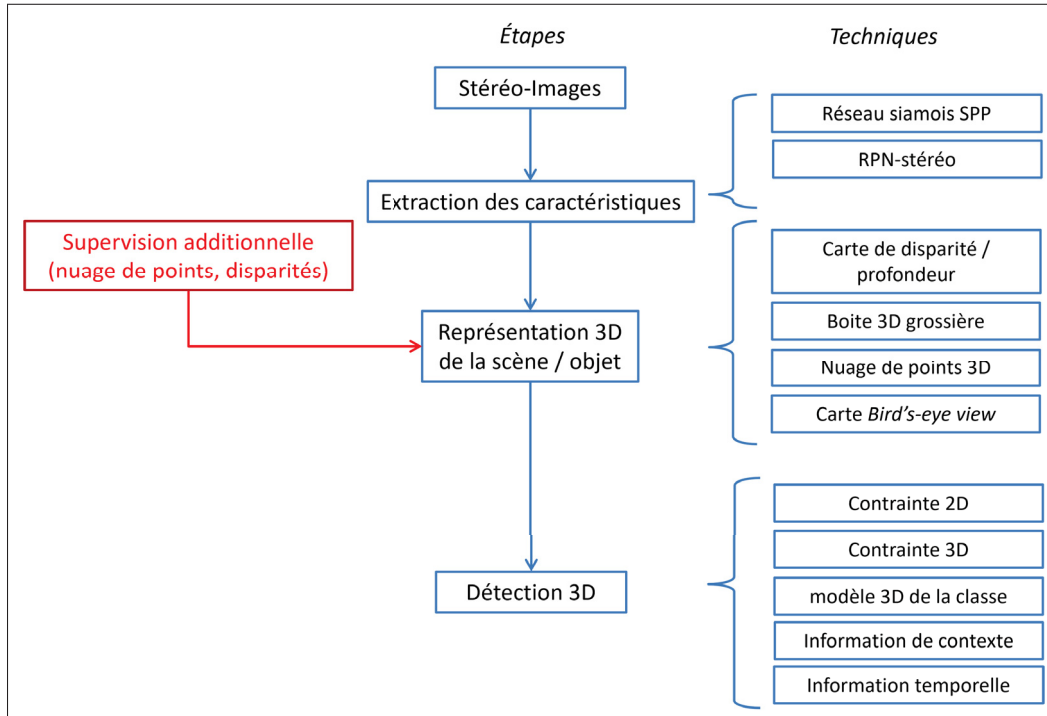 Étapes
Techniques
Stéréo-Images
Réseau siamois SPP
RPN-stéréo
Extraction des caractéristiques
Supervision additionnelle
(nuage de points, disparités)
Carte de disparité /
profondeur
Représentation 3D
de la scène / objet
Boite 3D grossière
Nuage de points 3D
Carte Bird's-eye view
Détection 3D
Contrainte 2D
Contrainte 3D
modèle 3D de la classe
Information de contexte
Information temporelle